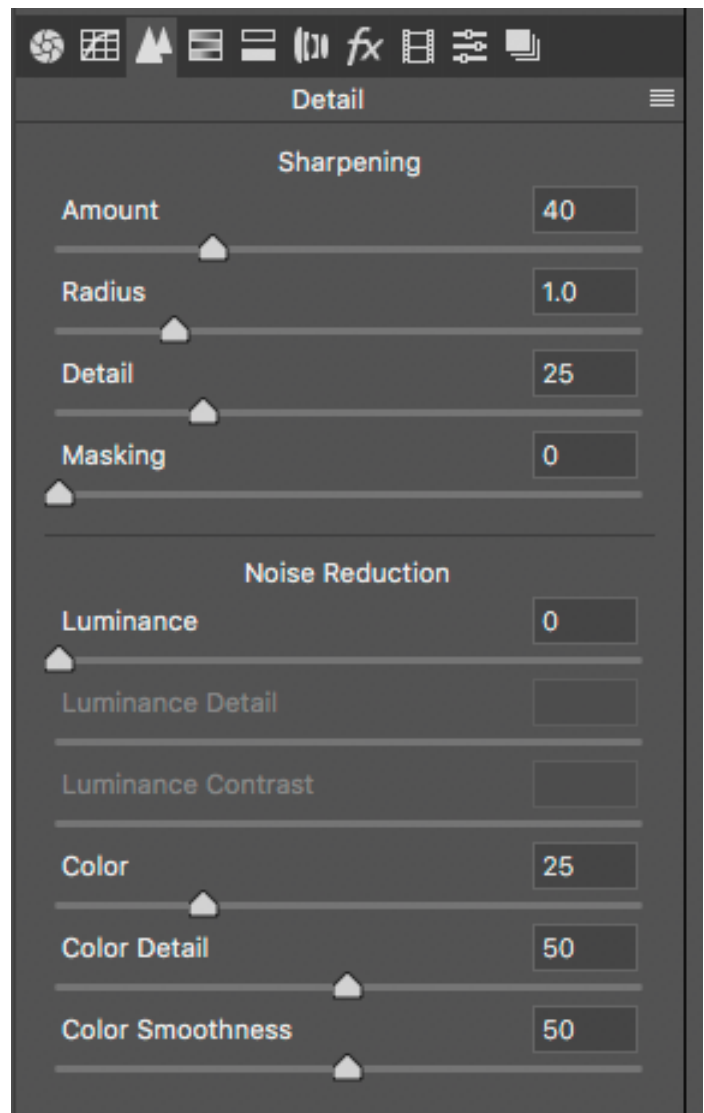 fx
Detail
Sharpening
Amount 40
Radius 1.0
Detail 25
Masking 0
Noise Reduction
Luminance 0
Luminance Detail
Luminance Contrast
Color 25
Color Detail 50
Color Smoothness 50